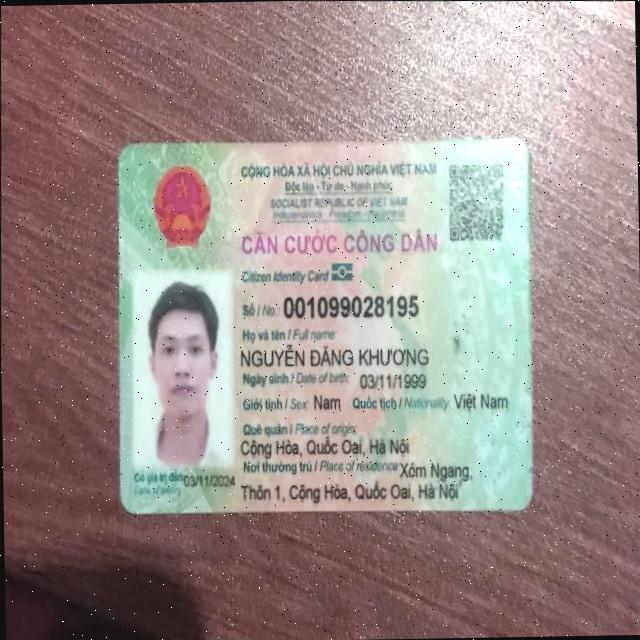 CỘNG HÒA XÃ HỘI CHỦ NGHĨA VIỆT NAM
Độc lập - Tự do - Hạnh phúc
SOCIALIST REPUBLIC OF VIET NAM
Independence - Freedom - Happiness
CĂN CƯỚC CÔNG DÂN
Citizen Identity Card
Số / No.: 001099028195
Họ và tên / Full name:
NGUYỄN ĐĂNG KHƯƠNG
Ngày sinh / Date of birth: 03/11/1999
Giới tính / Sex: Nam Quốc tịch / Nationality: Việt Nam
Quê quán / Place of origin:
Cộng Hòa, Quốc Oai, Hà Nội
Nơi thường trú / Place of residence: Xóm Ngang,
Thôn 1, Cộng Hòa, Quốc Oai, Hà Nội
Có giá trị đến: 03/11/2024